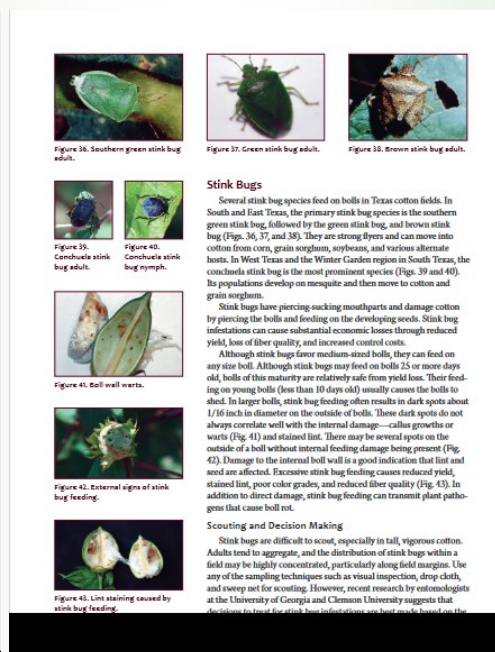 Figure 36. Southern green stink bug
adult.
Figure 37. Green stink bug adult.
Figure 38. Brown stink bug adult.
Figure 39.
Conchuela stink
bug adult.
Figure 40.
Conchuela stink
bug nymph.
Figure 41. Boll wall warts.
Figure 42. External signs of stink
bug feeding.
Figure 43. Lint staining caused by
stink bug feeding.
Stink Bugs
Several stink bug species feed on bolls in Texas cotton fields. In
South and East Texas, the primary stink bug species is the southern
green stink bug, followed by the green stink bug, and brown stink
bug (Figs. 36, 37, and 38). They are strong flyers and can move into
cotton from corn, grain sorghum, soybeans, and various alternate
hosts. In West Texas and the Winter Garden region in South Texas, the
conchuela stink bug is the most prominent species (Figs. 39 and 40).
Its populations develop on mesquite and then move to cotton and
grain sorghum.
Stink bugs have piercing-sucking mouthparts and damage cotton
by piercing the bolls and feeding on the developing seeds. Stink bug
infestations can cause substantial economic losses through reduced
yield, loss of fiber quality, and increased control costs.
Although stink bugs favor medium-sized bolls, they can feed on
any size boll. Although stink bugs may feed on bolls 25 or more days
old, bolls of this maturity are relatively safe from yield loss. Their feed-
ing on young bolls (less than 10 days old) usually causes the bolls to
shed. In larger bolls, stink bug feeding often results in dark spots about
1/16 inch in diameter on the outside of bolls. These dark spots do not
always correlate well with the internal damage—callus growths or
warts (Fig. 41) and stained lint. There may be several spots on the
outside of a boll without internal feeding damage being present (Fig.
42). Damage to the internal boll wall is a good indication that lint and
seed are affected. Excessive stink bug feeding causes reduced yield,
stained lint, poor color grades, and reduced fiber quality (Fig. 43). In
addition to direct damage, stink bug feeding can transmit plant patho-
gens that cause boll rot.
Scouting and Decision Making
Stink bugs are difficult to scout, especially in tall, vigorous cotton.
Adults tend to aggregate, and the distribution of stink bugs within a
field may be highly concentrated, particularly along field margins. Use
any of the sampling techniques such as visual inspection, drop cloth,
and sweep net for scouting. However, recent research by entomologists
at the University of Georgia and Clemson University suggests that
decisions to treat for stink bug infestations are best made based on the